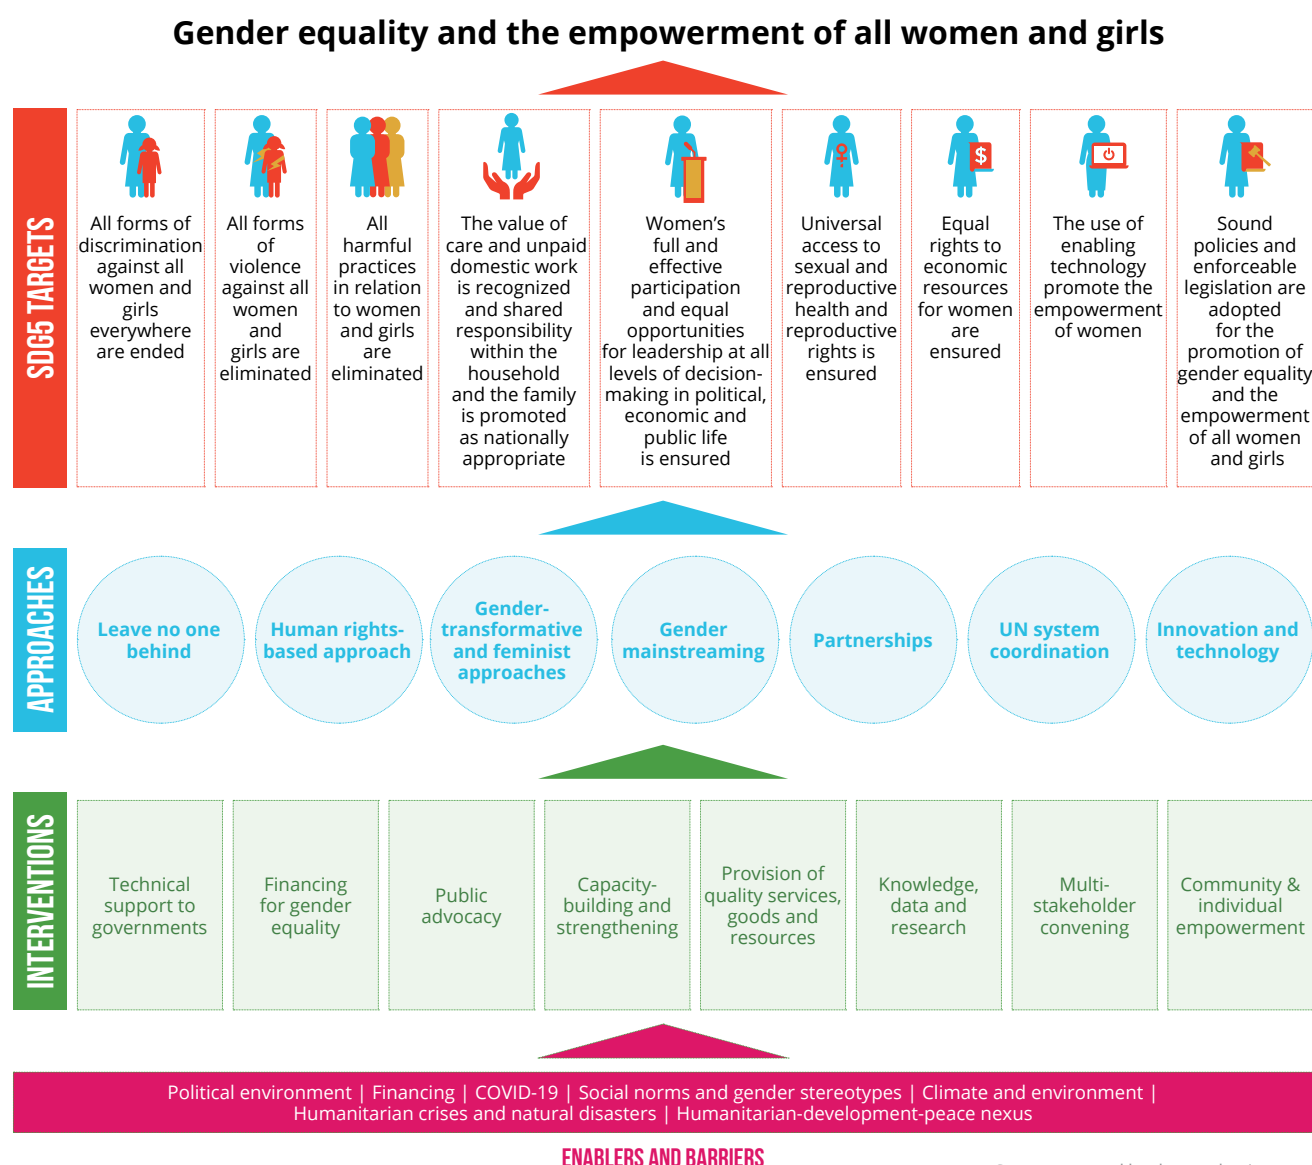 Gender equality and the empowerment of all women and girls
SDG5 TARGETS
All forms of
discrimination
against all
women and
girls
everywhere
are ended
All forms
of
violence
against all
women
and
girls are
eliminated
All
harmful
practices
in relation
to women
and girls
are
eliminated
The value of
care and unpaid
domestic work
is recognized
and shared
responsibility
within the
household
and the family
is promoted
as nationally
appropriate
Women’s
full and
effective
participation
and equal
opportunities
for leadership at all
levels of decision-
making in political,
economic and
public life
is ensured
Universal
access to
sexual and
reproductive
health and
reproductive
rights is
ensured
$
Equal
rights to
economic
resources
for women
are
ensured
The use of
enabling
technology
promote the
empowerment
of women
Sound
policies and
enforceable
legislation are
adopted
for the
promotion of
gender equality
and the
empowerment
of all women
and girls
APPROACHES
Leave no one
behind
Human rights-
based approach
Gender-
transformative
and feminist
approaches
Gender
mainstreaming
Partnerships
UN system
coordination
Innovation and
technology
INTERVENTIONS
Technical
support to
governments
Financing
for gender
equality
Public
advocacy
Capacity-
building and
strengthening
Provision of
quality services,
goods and
resources
Knowledge,
data and
research
Multi-
stakeholder
convening
Community &
individual
empowerment
Political environment | Financing | COVID-19 | Social norms and gender stereotypes | Climate and environment |
Humanitarian crises and natural disasters | Humanitarian-development-peace nexus
ENABLERS AND BARRIERS